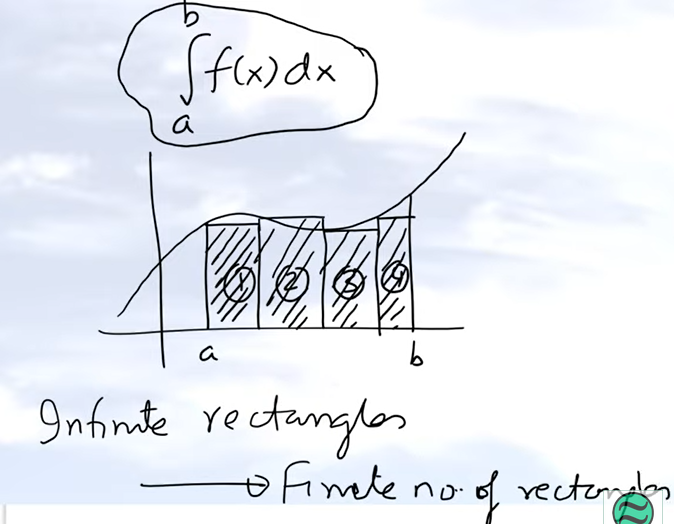 b
∫ f(x) dx
a
① ② ③ ④
a b
Infinite rectangles
→ Finite no. of rectangles